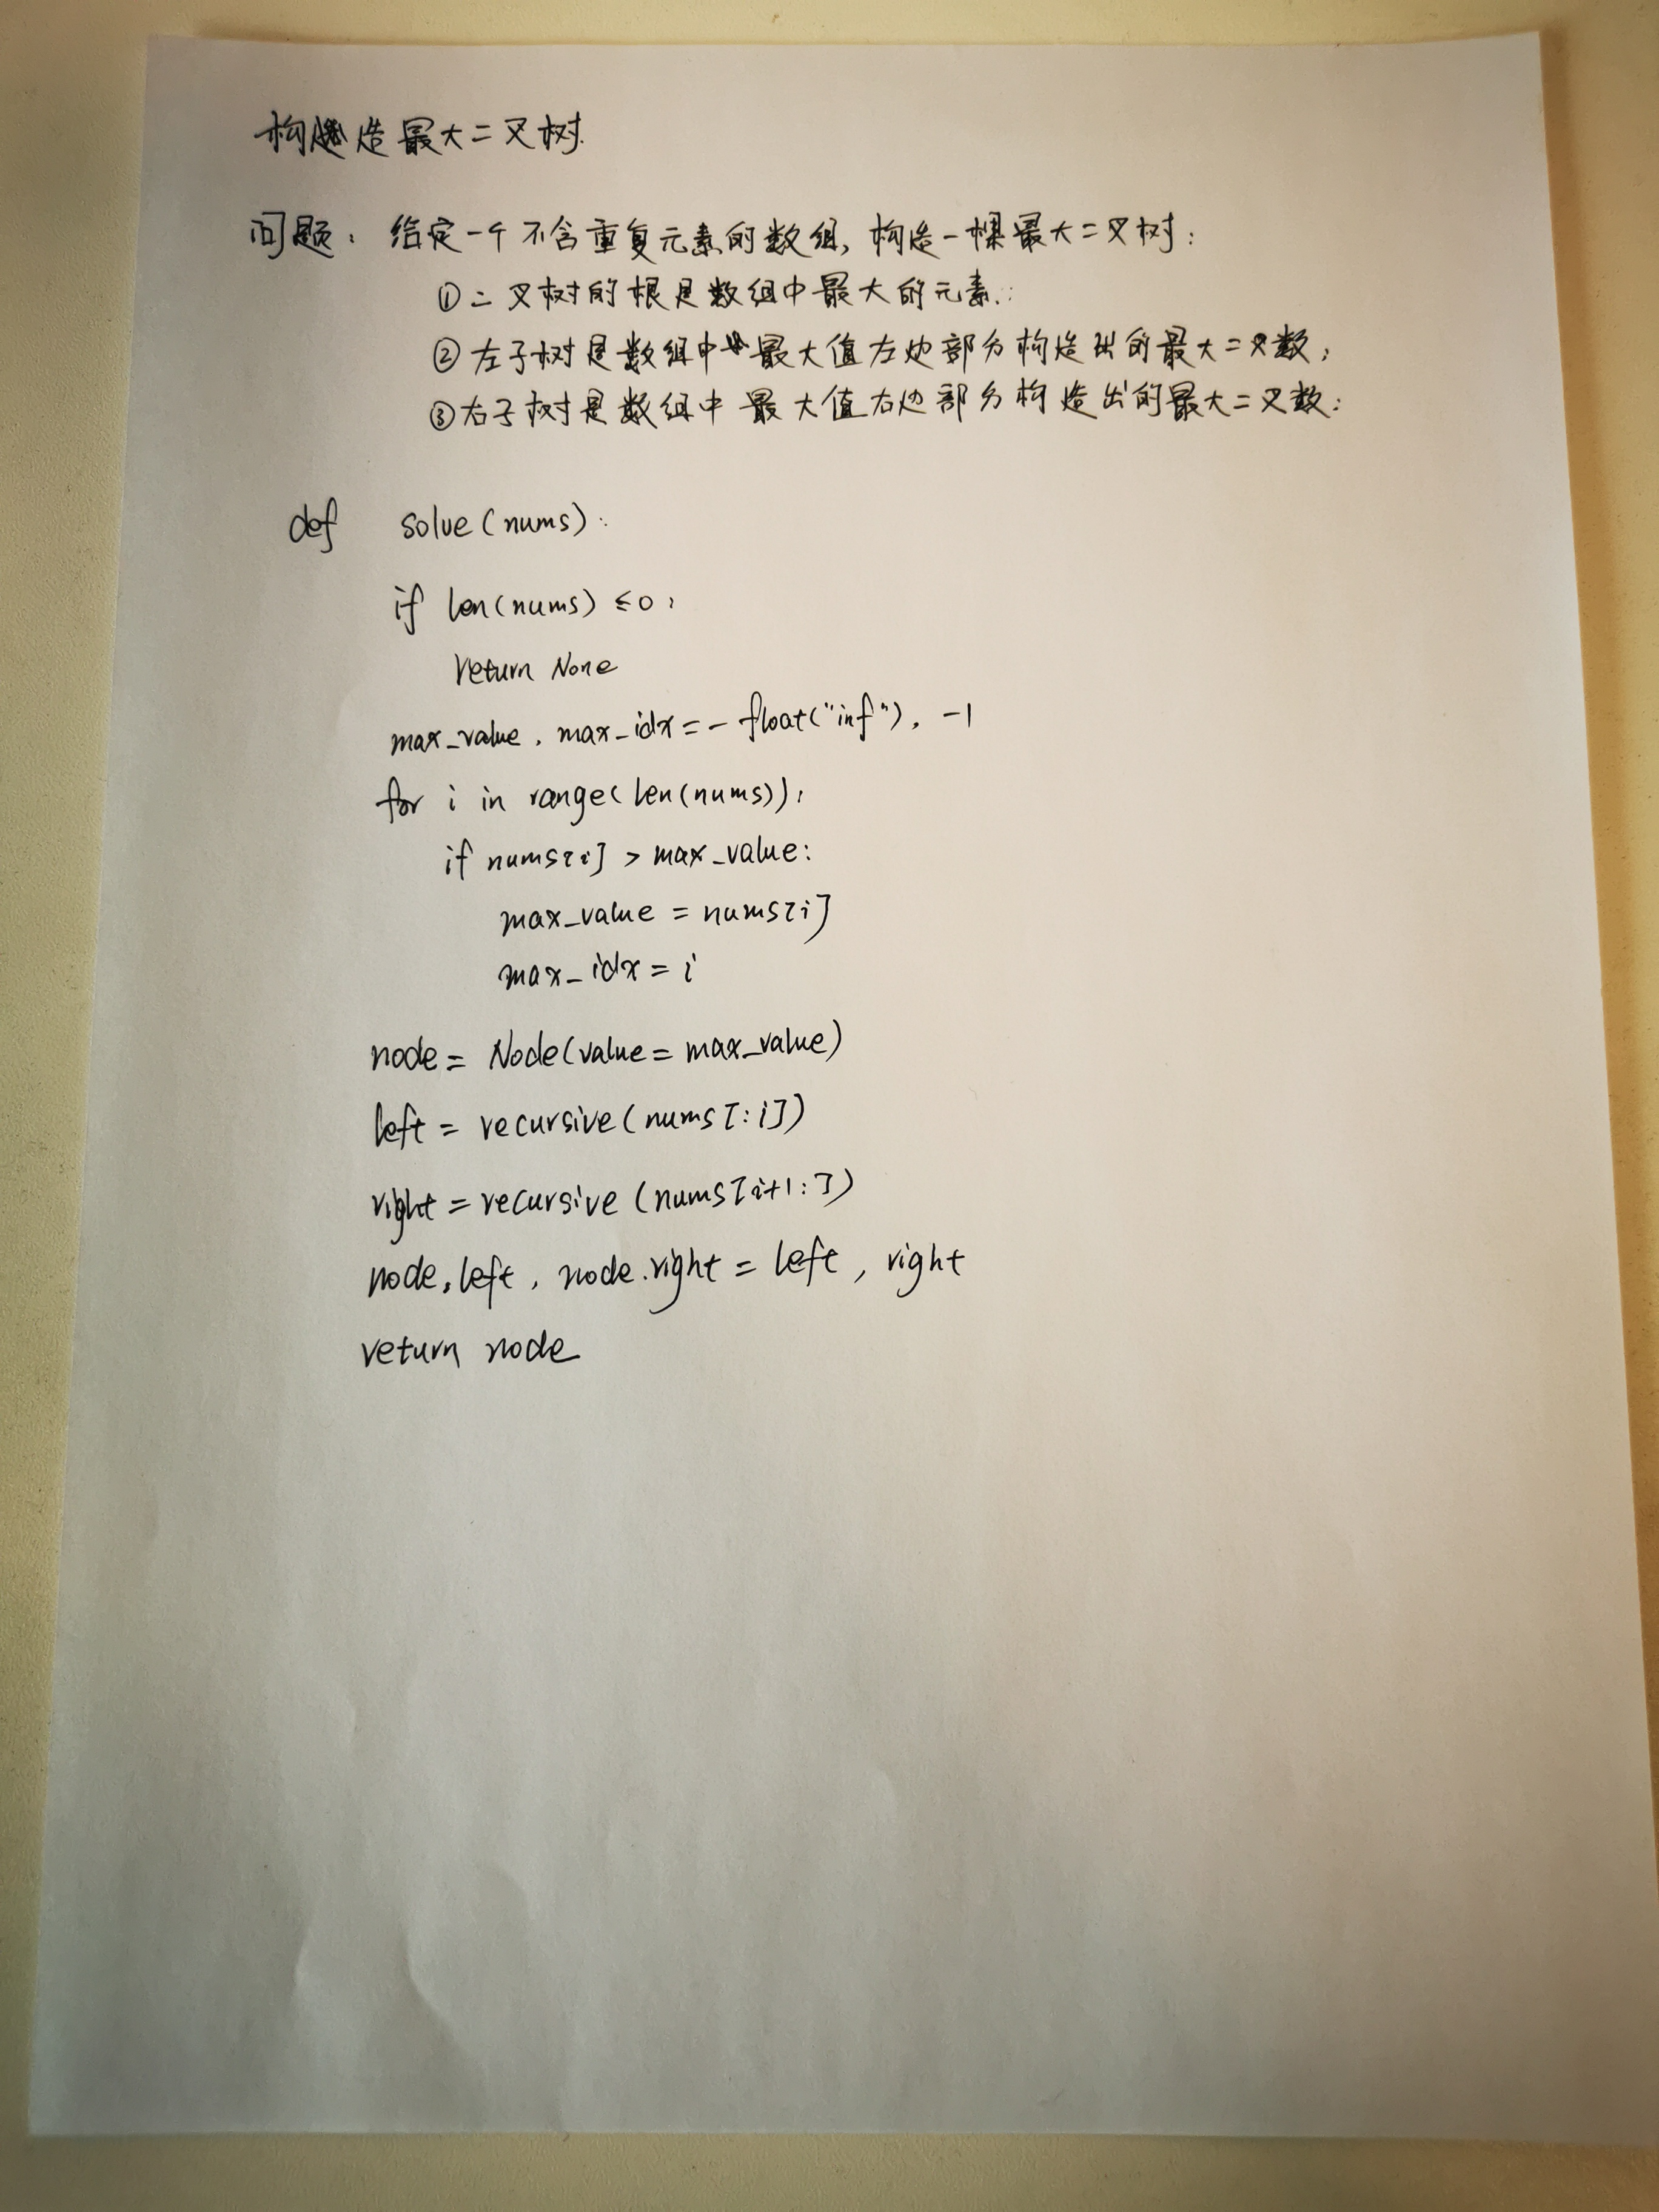 构造最大二叉树.
问题: 给定一个不含重复元素的数组, 构造一棵最大二叉树:
①二叉树的根是数组中最大的元素.:
②左子树是数组中最大值左边部分构造出的最大二叉数;
③右子树是数组中最大值右边部分构造出的最大二叉数:
def solve(nums):
if len(nums) ≤0:
return None
max_value, max_idx = -float("inf"), -1
for i in range(len(nums)):
if nums[i] > max_value:
max_value = nums[i]
max_idx = i
node = Node(value = max_value)
left = recursive(nums[:i])
right = recursive(nums[i+1:])
node.left, node.right = left, right
return node